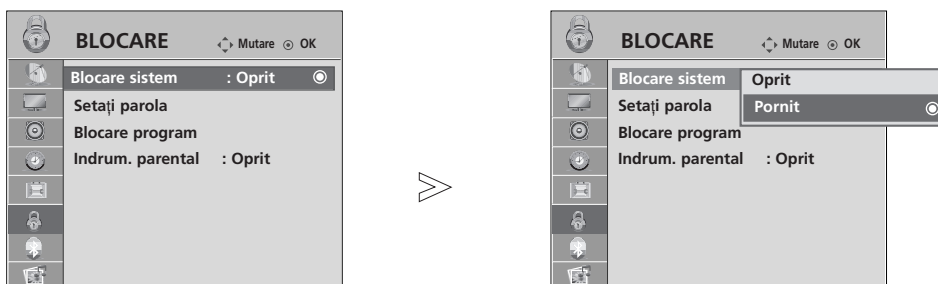 BLOCARE Mutare OK
Blocare sistem : Oprit
Setați parola
Blocare program
Indrum. parental : Oprit
BLOCARE Mutare OK
Blocare sistem Oprit
Setați parola Pornit
Blocare program
Indrum. parental : Oprit